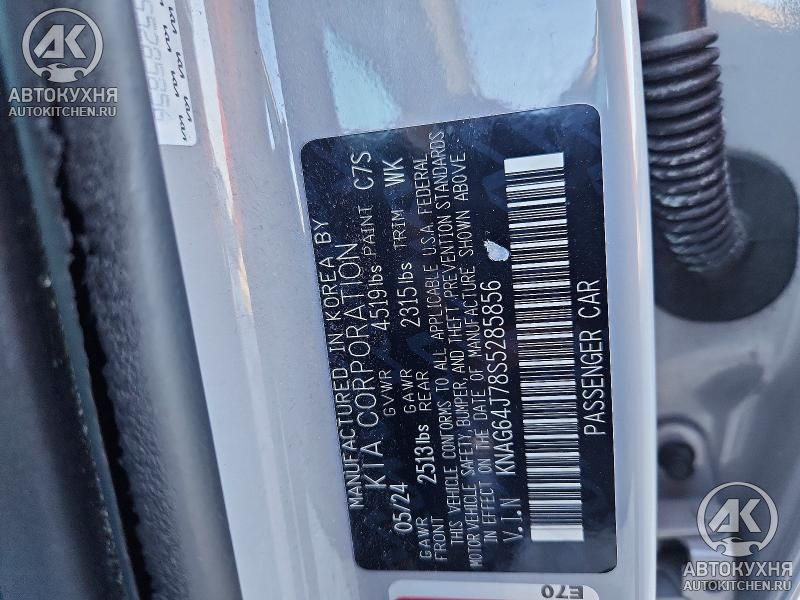 MANUFACTURED IN KOREA BY
KIA CORPORATION
05/24 GVWR 4519lbs PAINT C7S
GAWR FRONT 2513lbs GAWR REAR 2315lbs TRIM WK
THIS VEHICLE CONFORMS TO ALL APPLICABLE U.S.A. FEDERAL
MOTOR VEHICLE SAFETY, BUMPER, AND THEFT PREVENTION STANDARDS
IN EFFECT ON THE DATE OF MANUFACTURE SHOWN ABOVE
V.I.N KNAG64J78S5285856
PASSENGER CAR
E70
АК
АВТОКУХНЯ
AUTOKITCHEN.RU
АК
АВТОКУХНЯ
AUTOKITCHEN.RU